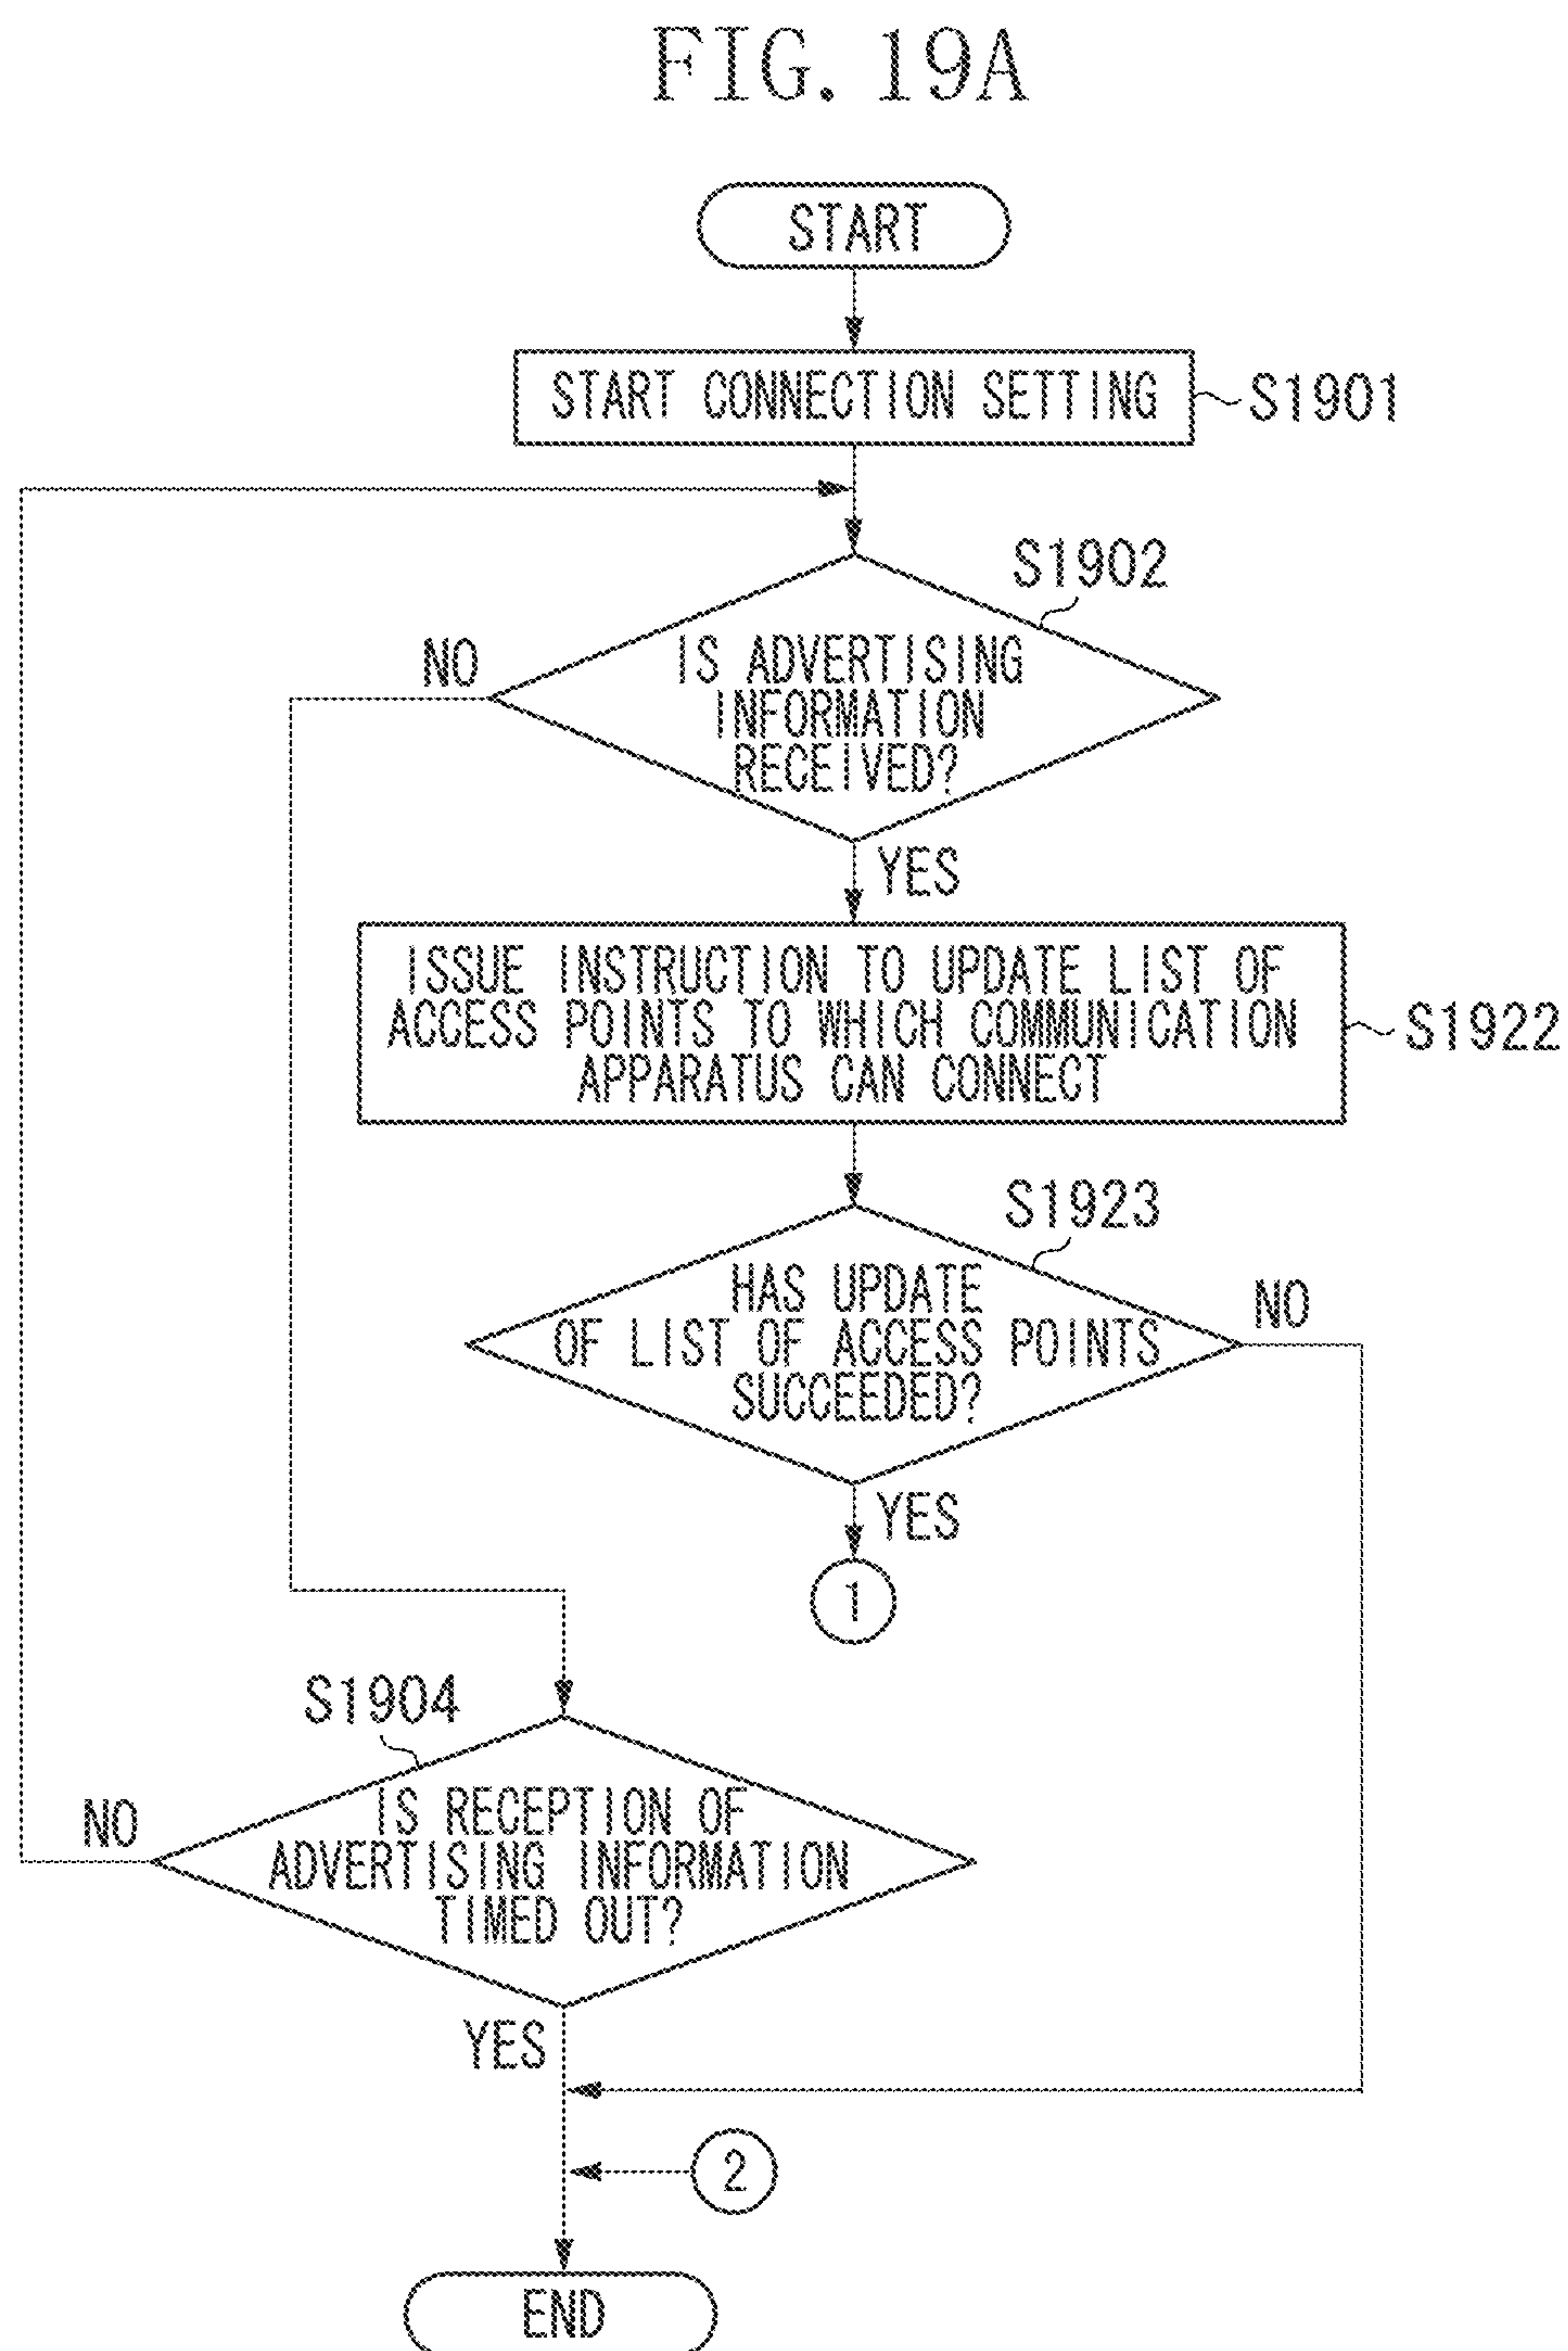 FIG. 19A
START
START CONNECTION SETTING
S1901
S1902
NO
IS ADVERTISING
INFORMATION
RECEIVED?
YES
ISSUE INSTRUCTION TO UPDATE LIST OF
ACCESS POINTS TO WHICH COMMUNICATION
APPARATUS CAN CONNECT
S1922
S1923
HAS UPDATE
OF LIST OF ACCESS POINTS
SUCCEEDED?
NO
YES
1
S1904
NO
IS RECEPTION OF
ADVERTISING INFORMATION
TIMED OUT?
YES
2
END